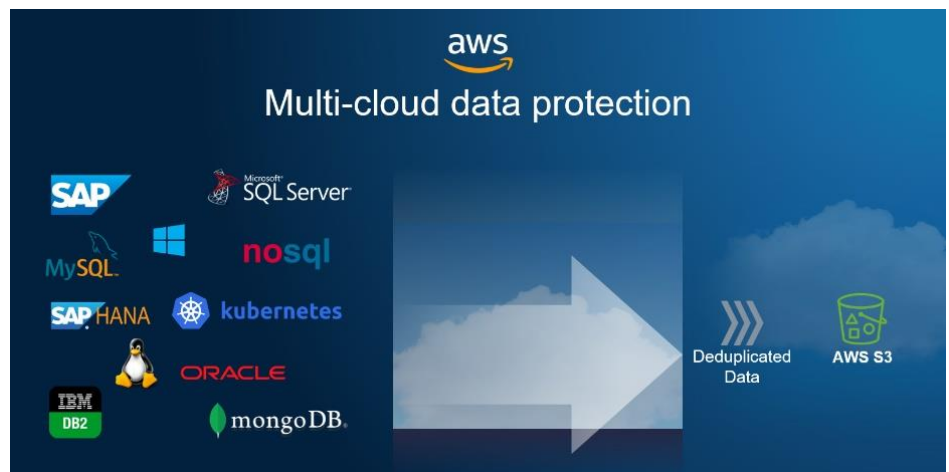 aws
Multi-cloud data protection
SAP
Microsoft®
SQL Server
MySQL™
nosql
SAP HANA
kubernetes
ORACLE
IBM
DB2
mongoDB®
Deduplicated
Data
AWS S3